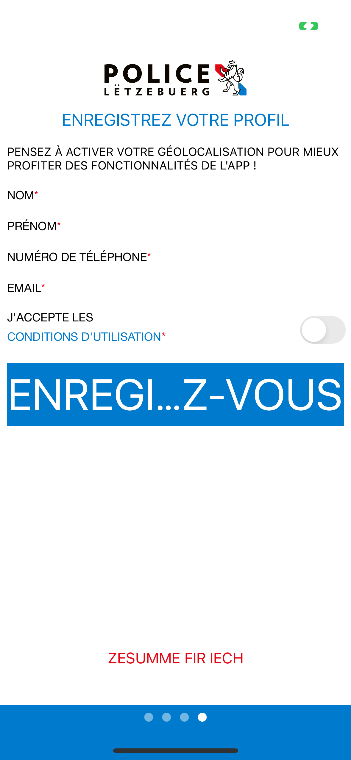 POLICE
LËTZEBUERG
ENREGISTREZ VOTRE PROFIL
PENSEZ À ACTIVER VOTRE GÉOLOCALISATION POUR MIEUX
PROFITER DES FONCTIONNALITÉS DE L'APP !
NOM*
PRÉNOM*
NUMÉRO DE TÉLÉPHONE*
EMAIL*
J'ACCEPTE LES
CONDITIONS D'UTILISATION*
ENREGI...Z-VOUS
ZESUMME FIR IECH